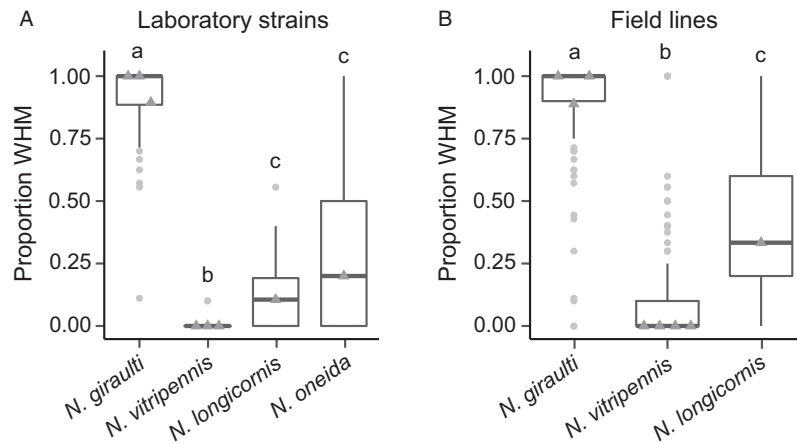 A Laboratory strains
a
b
c
c
Proportion WHM
1.00
0.75
0.50
0.25
0.00
N. giraulti
N. vitripennis
N. longicornis
N. oneida
B Field lines
a
b
c
Proportion WHM
1.00
0.75
0.50
0.25
0.00
N. giraulti
N. vitripennis
N. longicornis